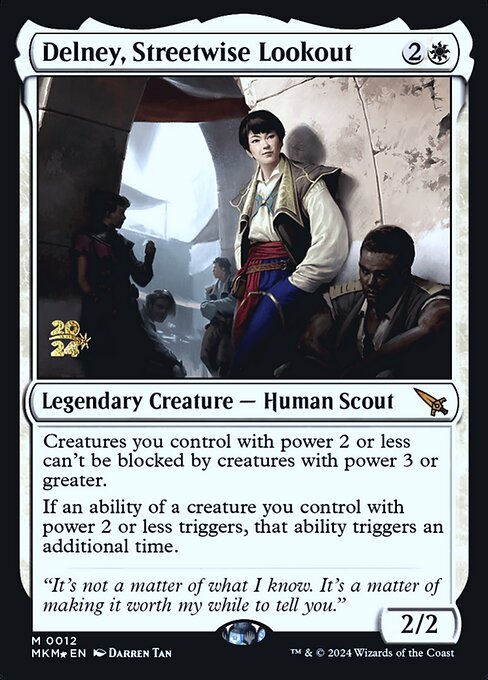 Delney, Streetwise Lookout 2
2024
Legendary Creature — Human Scout
Creatures you control with power 2 or less
can't be blocked by creatures with power 3 or
greater.
If an ability of a creature you control with
power 2 or less triggers, that ability triggers an
additional time.
"It's not a matter of what I know. It's a matter of
making it worth my while to tell you."
2/2
M 0012
MKM★EN Darren Tan
™ & © 2024 Wizards of the Coast